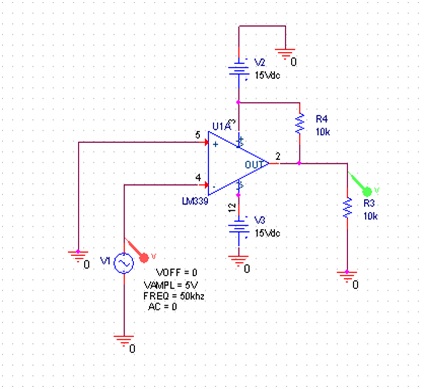 0
V2
15Vdc
U1A
3
R4
10k
5
+
OUT
2
4
-
LM339
12
V3
15Vdc
V
R3
10k
0
V1
V
VOFF = 0
VAMPL = 5V
FREQ = 50khz
AC = 0
0
0
0